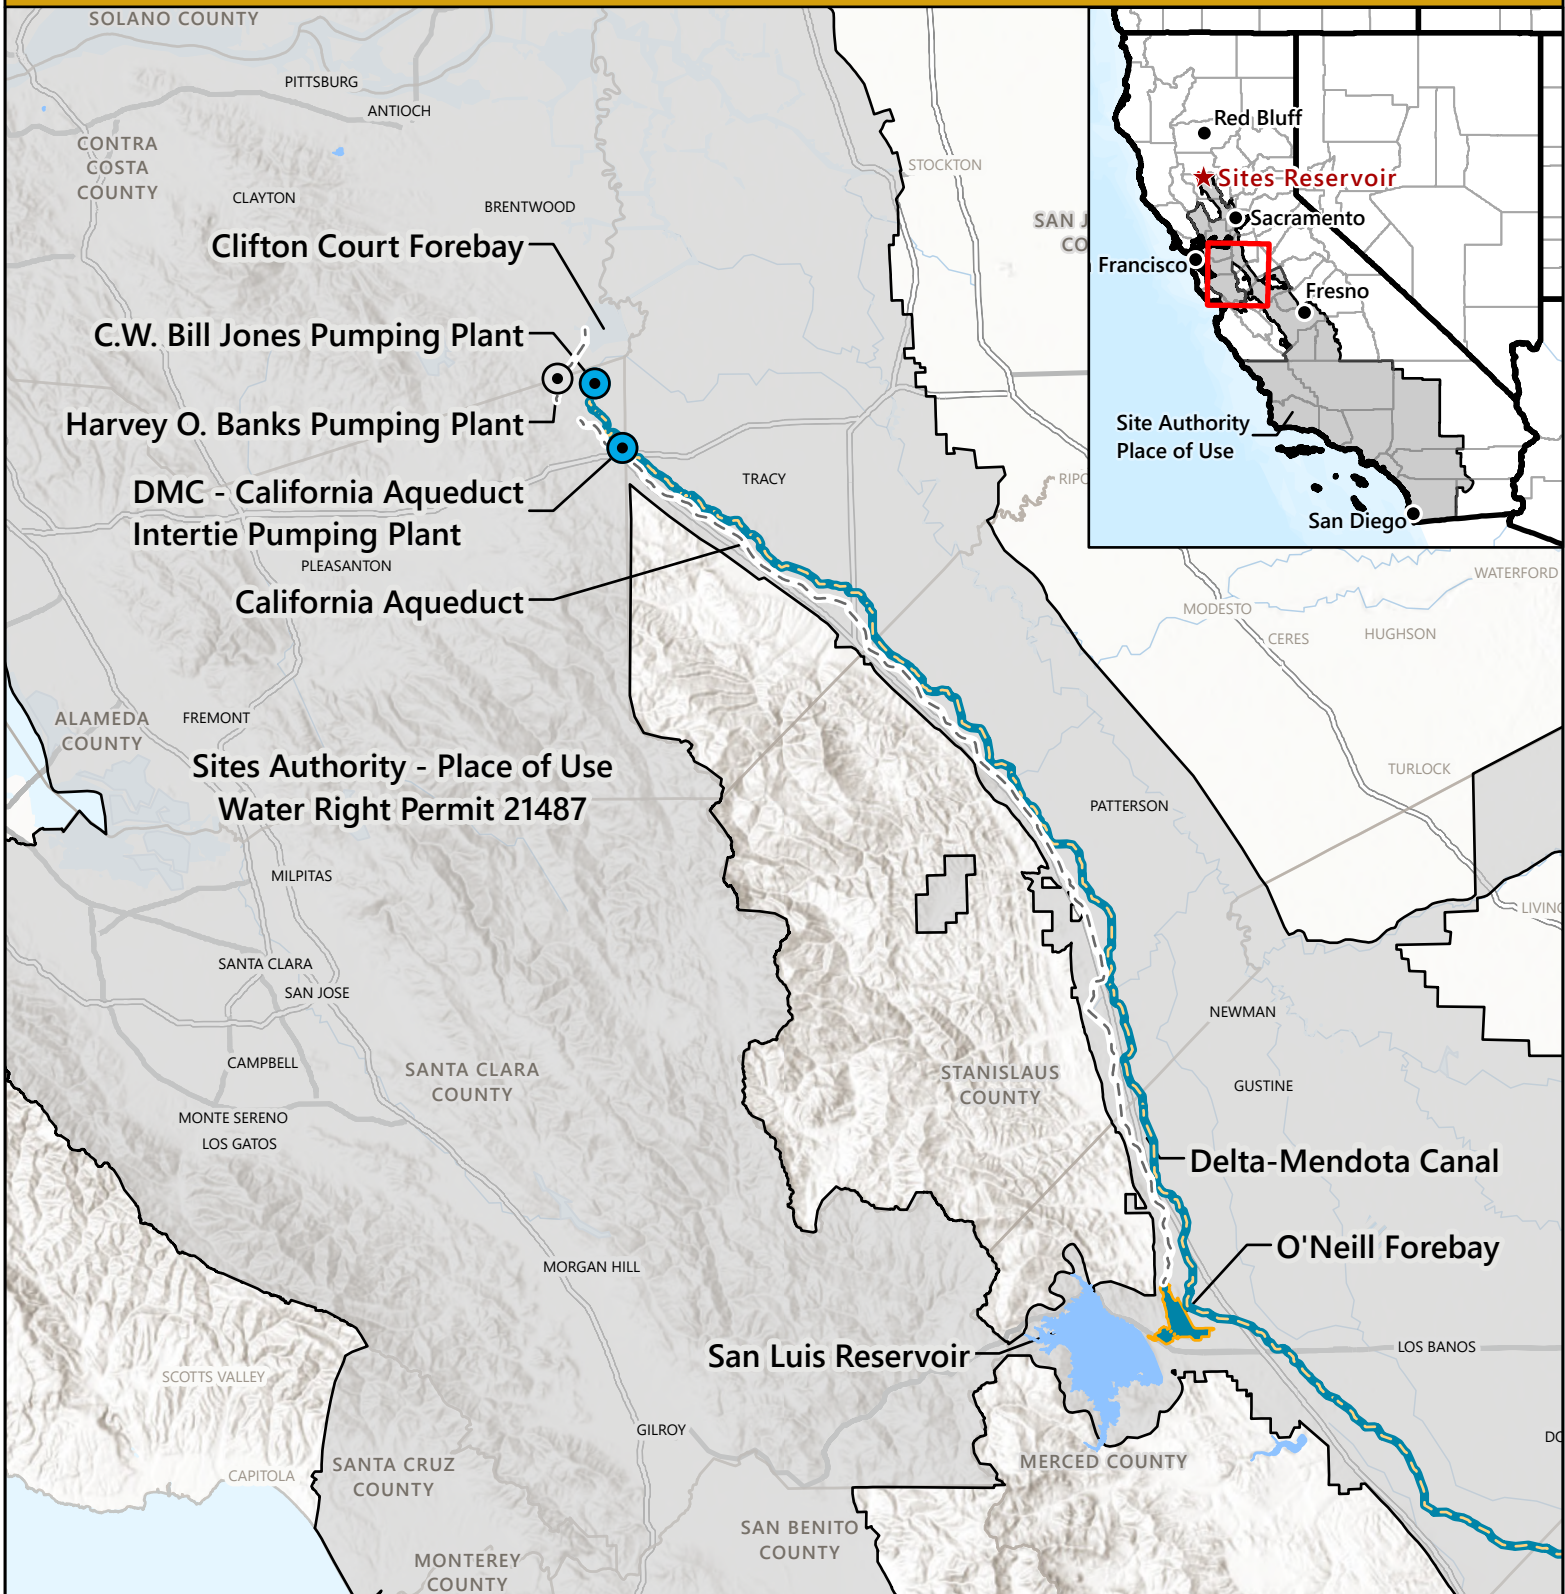 SOLANO COUNTY
PITTSBURG
ANTIOCH
CONTRA
COSTA
COUNTY
CLAYTON
BRENTWOOD
STOCKTON
SAN J
CO
Clifton Court Forebay
C.W. Bill Jones Pumping Plant
Harvey O. Banks Pumping Plant
DMC - California Aqueduct
Intertie Pumping Plant
TRACY
RIPO
PLEASANTON
California Aqueduct
Red Bluff
Sites Reservoir
Sacramento
Francisco
Fresno
Site Authority
Place of Use
San Diego
WATERFORD
MODESTO
CERES
HUGHSON
ALAMEDA
COUNTY
FREMONT
Sites Authority - Place of Use
Water Right Permit 21487
TURLOCK
PATTERSON
MILPITAS
LIVING
SANTA CLARA
SAN JOSE
NEWMAN
CAMPBELL
SANTA CLARA
COUNTY
STANISLAUS
COUNTY
GUSTINE
MONTE SERENO
LOS GATOS
Delta-Mendota Canal
O'Neill Forebay
MORGAN HILL
San Luis Reservoir
LOS BANOS
SCOTTS VALLEY
GILROY
DO
MERCED COUNTY
CAPITOLA
SANTA CRUZ
COUNTY
SAN BENITO
COUNTY
MONTEREY
COUNTY